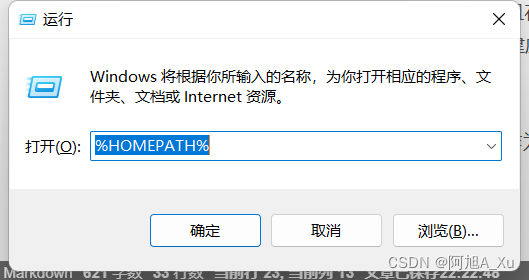 运行
Windows 将根据你所输入的名称，为你打开相应的程序、文
件夹、文档或 Internet 资源。
打开(O):
%HOMEPATH%
确定
取消
浏览(B)...
CSDN @阿旭A_Xu
Markdown 621 字数 33 行数 当前行 23, 当前列 13 文章已保存22:22:48